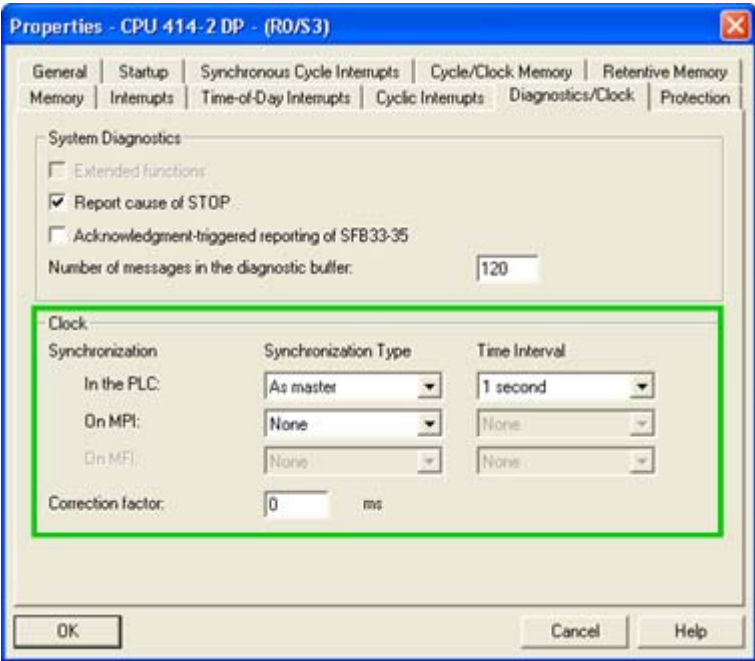 Properties - CPU 414-2 DP - (R0/S3)
General Startup Synchronous Cycle Interrupts Cycle/Clock Memory Retentive Memory
Memory Interrupts Time-of-Day Interrupts Cyclic Interrupts Diagnostics/Clock Protection
System Diagnostics
Extended functions
Report cause of STOP
Acknowledgment-triggered reporting of SFB33-35
Number of messages in the diagnostic buffer: 120
Clock
Synchronization Synchronization Type Time Interval
In the PLC: As master 1 second
On MPI: None None
On MFI: None None
Correction factor: 0 ms
OK Cancel Help